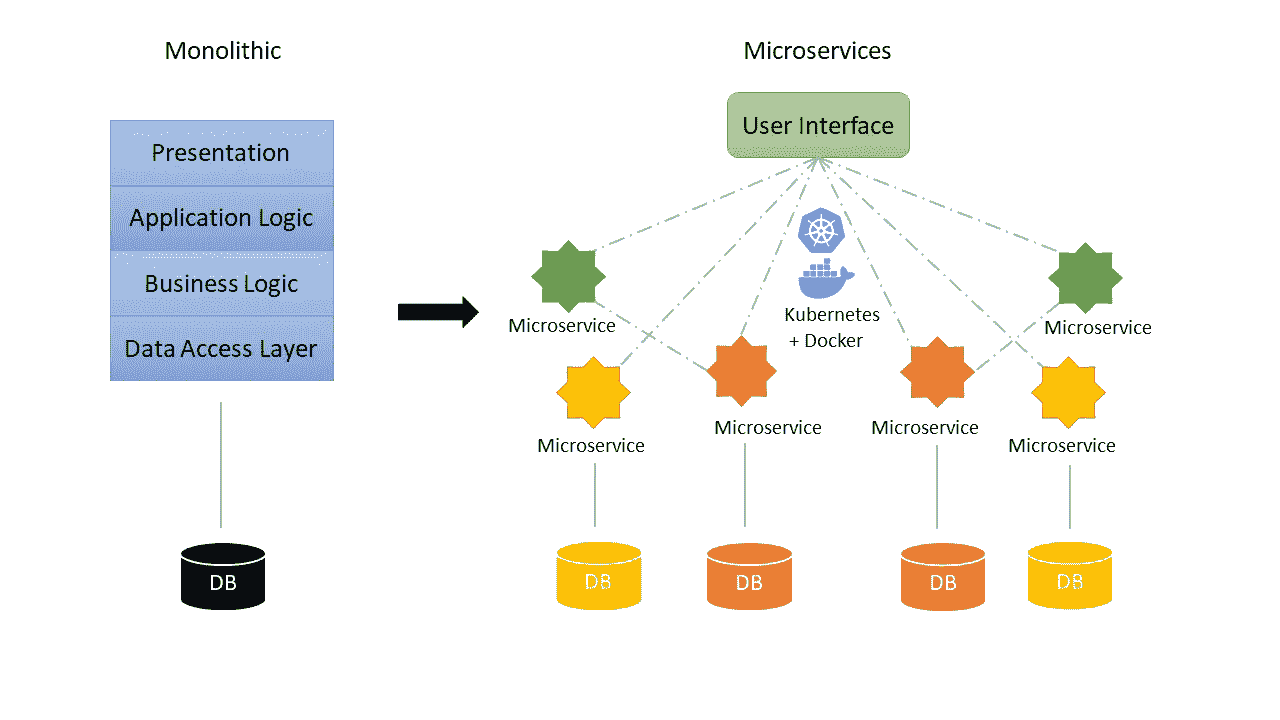 Monolithic
Presentation
Application Logic
Business Logic
Data Access Layer
DB
Microservices
User Interface
Kubernetes
+ Docker
Microservice
Microservice
Microservice
Microservice
Microservice
Microservice
DB
DB
DB
DB